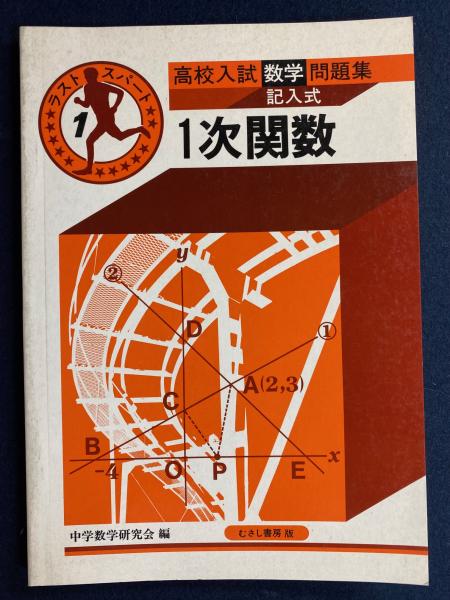 ラストスパート
1
高校入試 数学 問題集
記入式
1次関数
y
②
①
D
A(2,3)
C
B
-4
O
P
E
x
中学数学研究会 編
むさし書房 版